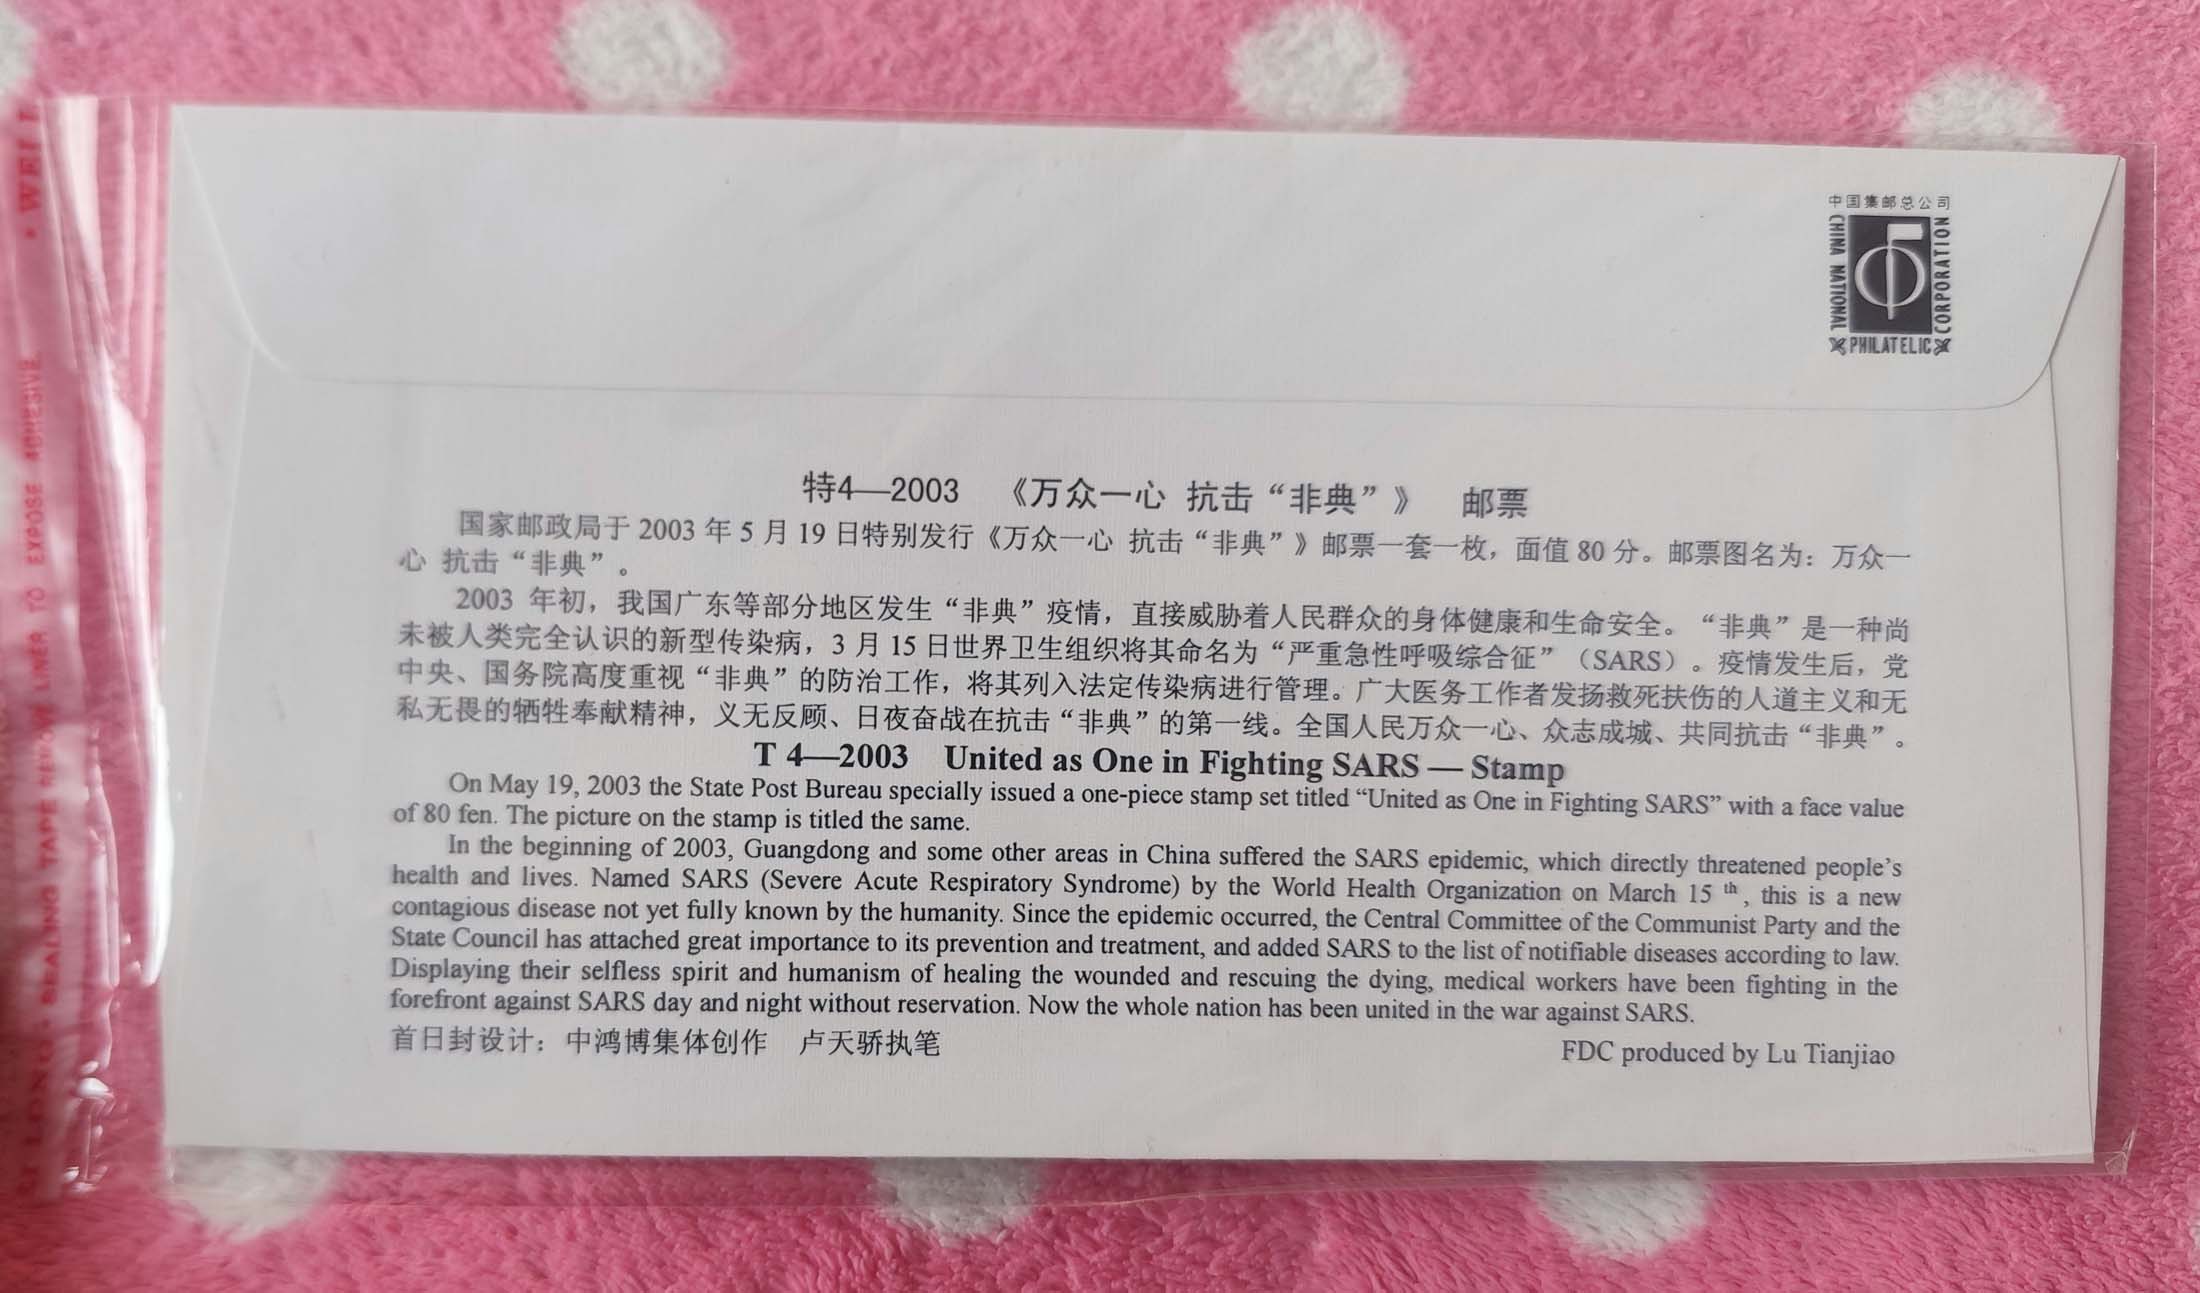 中国集邮总公司
CHINA NATIONAL
PHILATELIC
CORPORATION
特4—2003 《万众一心 抗击“非典”》 邮票
国家邮政局于 2003 年 5 月 19 日特别发行《万众一心 抗击“非典”》邮票一套一枚，面值 80 分。邮票图名为：万众一
心 抗击“非典”。
2003 年初，我国广东等部分地区发生“非典”疫情，直接威胁着人民群众的身体健康和生命安全。“非典”是一种尚
未被人类完全认识的新型传染病，3 月 15 日世界卫生组织将其命名为“严重急性呼吸综合征”（SARS）。疫情发生后，党
中央、国务院高度重视“非典”的防治工作，将其列入法定传染病进行管理。广大医务工作者发扬救死扶伤的人道主义和无
私无畏的牺牲奉献精神，义无反顾、日夜奋战在抗击“非典”的第一线。全国人民万众一心、众志成城、共同抗击“非典”。
T 4—2003 United as One in Fighting SARS — Stamp
On May 19, 2003 the State Post Bureau specially issued a one-piece stamp set titled “United as One in Fighting SARS” with a face value
of 80 fen. The picture on the stamp is titled the same.
In the beginning of 2003, Guangdong and some other areas in China suffered the SARS epidemic, which directly threatened people’s
health and lives. Named SARS (Severe Acute Respiratory Syndrome) by the World Health Organization on March 15 th, this is a new
contagious disease not yet fully known by the humanity. Since the epidemic occurred, the Central Committee of the Communist Party and the
State Council has attached great importance to its prevention and treatment, and added SARS to the list of notifiable diseases according to law.
Displaying their selfless spirit and humanism of healing the wounded and rescuing the dying, medical workers have been fighting in the
forefront against SARS day and night without reservation. Now the whole nation has been united in the war against SARS.
首日封设计：中鸿博集体创作 卢天骄执笔
FDC produced by Lu Tianjiao
SEALING TAPE LINER TO EXPOSE ADHESIVE